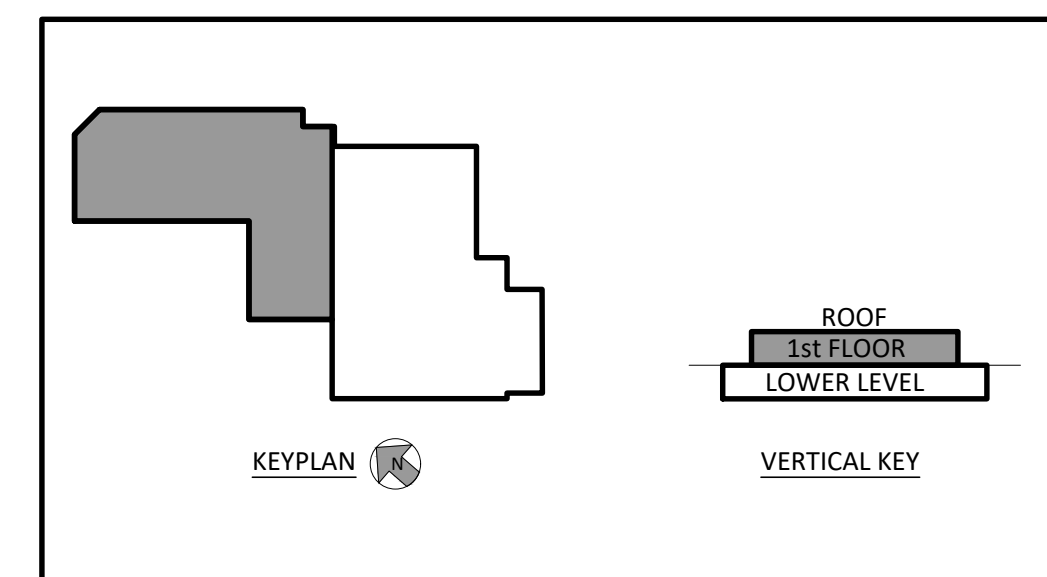 ROOF
1st FLOOR
LOWER LEVEL
KEYPLAN
N
VERTICAL KEY